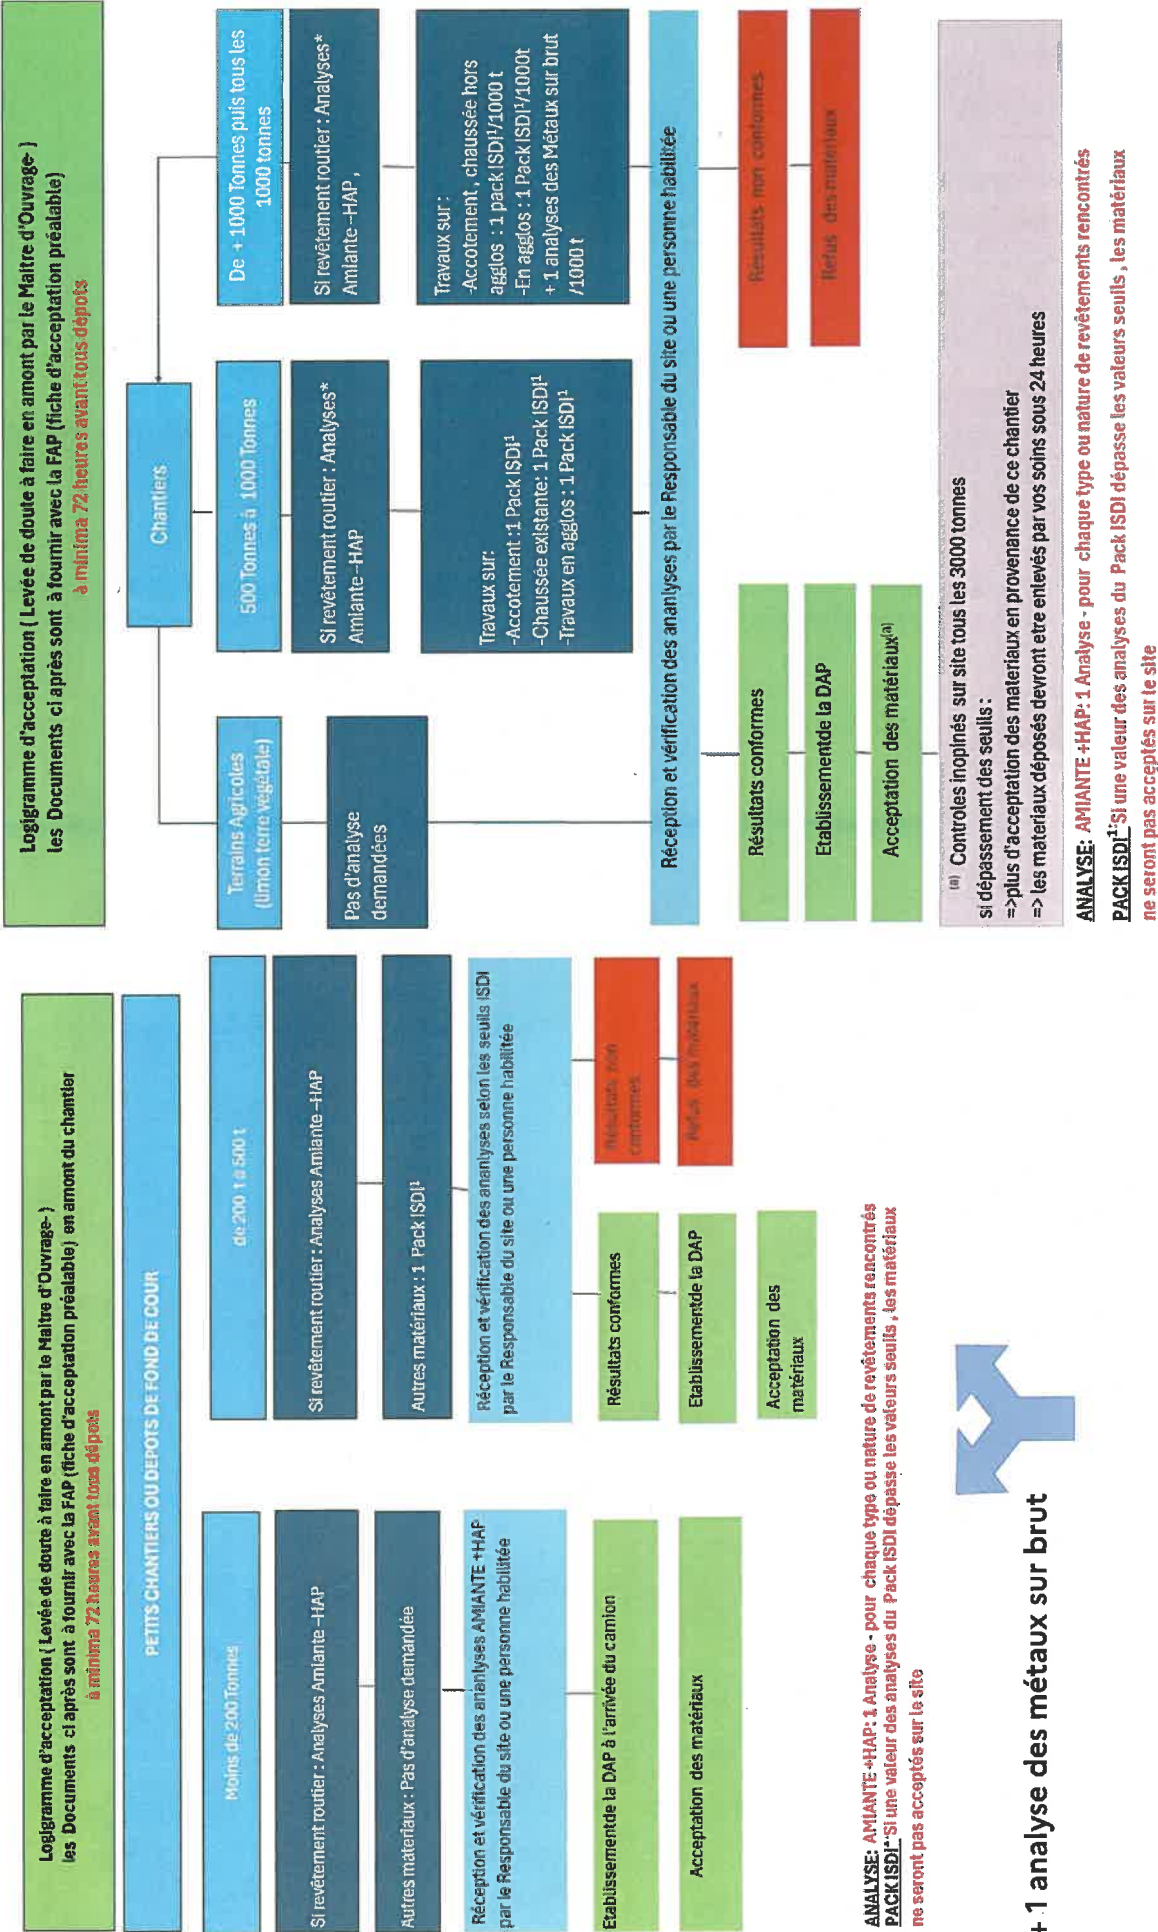 Logigramme d'acceptation ( Levée de doute à faire en amont par le Maitre d'Ouvrage- )
les Documents ci après sont à fournir avec la FAP (fiche d'acceptation préalable) en amont du chantier
à minima 72 heures avant tous dépots
PETITS CHANTIERS OU DEPOTS DE FOND DE COUR
Moins de 200 Tonnes
Si revêtement routier : Analyses Amiante –HAP
Autres materiaux : Pas d'analyse demandée
Réception et vérification des ananlyses AMIANTE +HAP
par le Responsable du site ou une personne habilitée
Etablissementde la DAP à l'arrivée du camion
Acceptation des matériaux
de 200 t à 500 t
Si revêtement routier : Analyses Amiante –HAP
Autres matériaux : 1 Pack ISDI¹
Réception et vérification des ananlyses selon les seuils ISDI
par le Responsable du site ou une personne habilitée
Résultats conformes
Etablissementde la DAP
Acceptation des
matériaux
Résultats non
conformes
Refus des matériaux
ANALYSE: AMIANTE +HAP: 1 Analyse - pour chaque type ou nature de revêtements rencontrés
PACK ISDI¹:Si une valeur des analyses du Pack ISDI dépasse les valeurs seuils , les matériaux
ne seront pas acceptés sur le site
+ 1 analyse des métaux sur brut
Logigramme d'acceptation ( Levée de doute à faire en amont par le Maitre d'Ouvrage- )
les Documents ci après sont à fournir avec la FAP (fiche d'acceptation préalable)
à minima 72 heures avant tous dépots
Chantiers
Terrains Agricoles
(limon terre végétale)
Pas d'analyse
demandées
500 Tonnes à 1000 Tonnes
Si revêtement routier : Analyses*
Amiante--HAP
Travaux sur:
-Accotement :1 Pack ISDI¹
-Chaussée existante: 1 Pack ISDI¹
-Travaux en agglos : 1 Pack ISDI¹
De + 1000 Tonnes puis tous les
1000 tonnes
Si revêtement routier : Analyses*
Amiante--HAP,
Travaux sur :
-Accotement, chaussée hors
agglos : 1 pack ISDI¹/1000 t
-En agglos : 1 Pack ISDI¹/1000t
+ 1 analyses des Métaux sur brut
/1000 t
Réception et vérification des ananlyses par le Responsable du site ou une personne habilitée
Résultats conformes
Etablissementde la DAP
Acceptation des matériaux⁽ᵃ⁾
Résultats non conformes
Refus des materiaux
⁽ᵃ⁾ Controles inopinés sur site tous les 3000 tonnes
si dépassement des seuils :
=>plus d'acceptation des materiaux en provenance de ce chantier
=> les materiaux déposés devront etre enlevés par vos soins sous 24 heures
ANALYSE: AMIANTE +HAP: 1 Analyse - pour chaque type ou nature de revêtements rencontrés
PACK ISDI¹:Si une valeur des analyses du Pack ISDI dépasse les valeurs seuils , les matériaux
ne seront pas acceptés sur le site